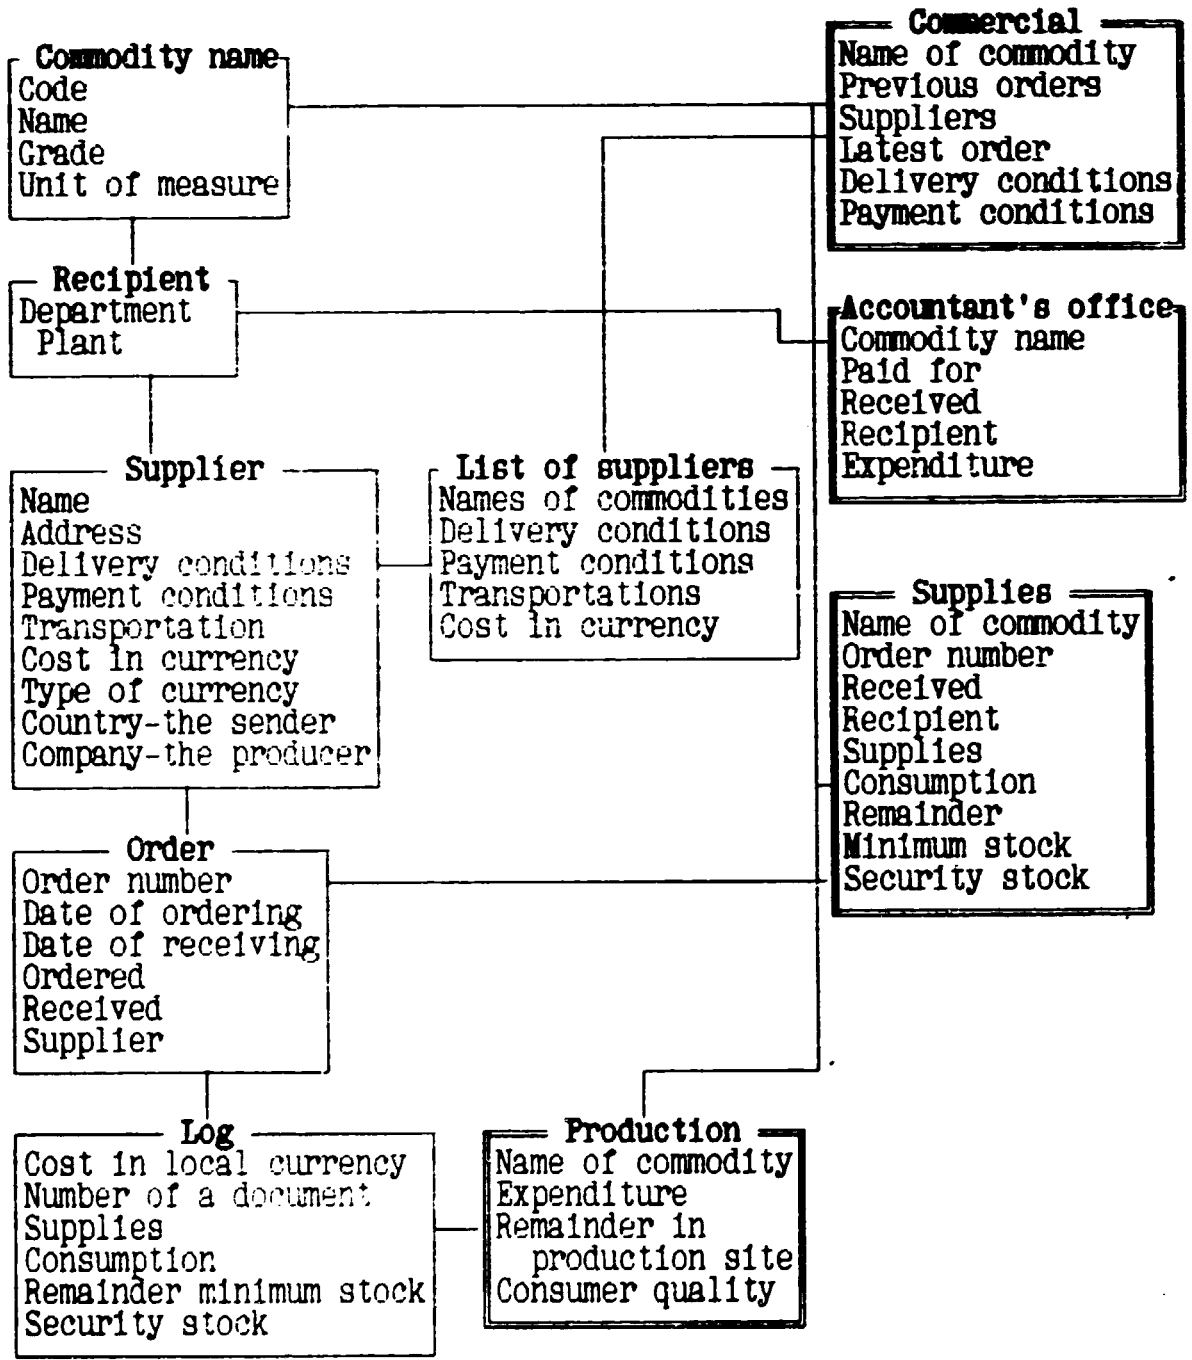 Commodity name
Code
Name
Grade
Unit of measure
Recipient
Department
Plant
Supplier
Name
Address
Delivery conditions
Payment conditions
Transportation
Cost in currency
Type of currency
Country-the sender
Company-the producer
Order
Order number
Date of ordering
Date of receiving
Ordered
Received
Supplier
Log
Cost in local currency
Number of a document
Supplies
Consumption
Remainder minimum stock
Security stock
List of suppliers
Names of commodities
Delivery conditions
Payment conditions
Transportations
Cost in currency
Commercial
Name of commodity
Previous orders
Suppliers
Latest order
Delivery conditions
Payment conditions
Accountant's office
Commodity name
Paid for
Received
Recipient
Expenditure
Supplies
Name of commodity
Order number
Received
Recipient
Supplies
Consumption
Remainder
Minimum stock
Security stock
Production
Name of commodity
Expenditure
Remainder in
production site
Consumer quality